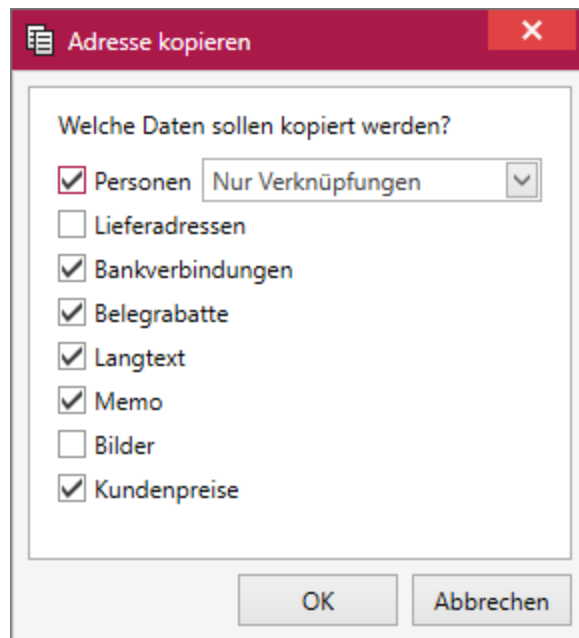 Adresse kopieren
Welche Daten sollen kopiert werden?
Personen Nur Verknüpfungen
Lieferadressen
Bankverbindungen
Belegrabatte
Langtext
Memo
Bilder
Kundenpreise
OK Abbrechen